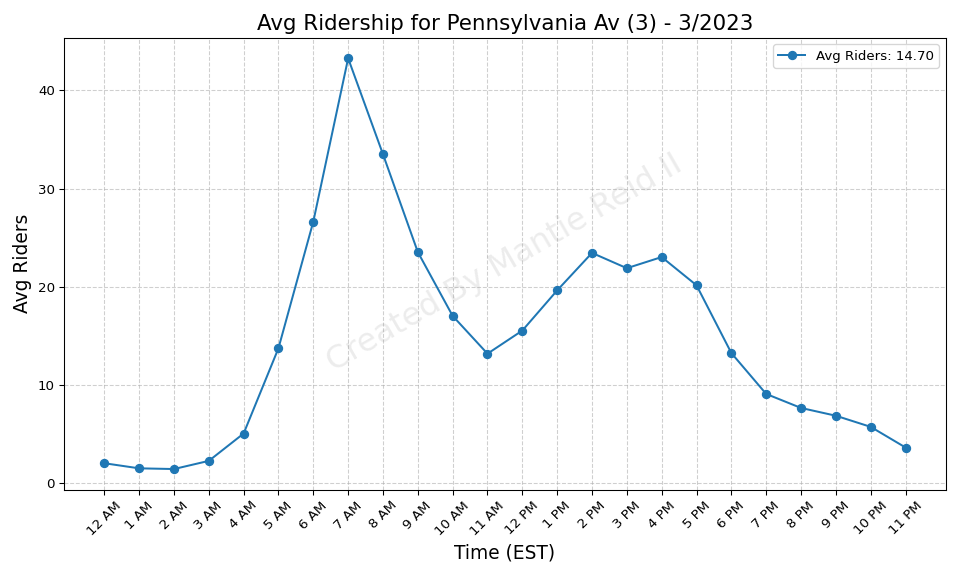 Avg Ridership for Pennsylvania Av (3) - 3/2023
Avg Riders: 14.70
Avg Riders
40
30
20
10
0
Created By Mantie Reid II
12 AM
1 AM
2 AM
3 AM
4 AM
5 AM
6 AM
7 AM
8 AM
9 AM
10 AM
11 AM
12 PM
1 PM
2 PM
3 PM
4 PM
5 PM
6 PM
7 PM
8 PM
9 PM
10 PM
11 PM
Time (EST)